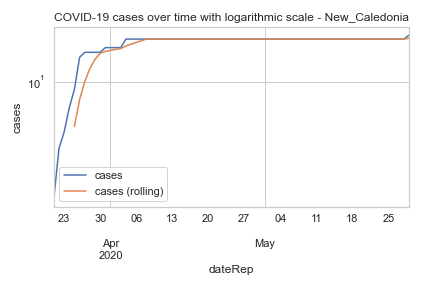 COVID-19 cases over time with logarithmic scale - New_Caledonia
10¹
cases
cases
cases (rolling)
23 30 06 13 20 27 04 11 18 25
Apr May
2020
dateRep